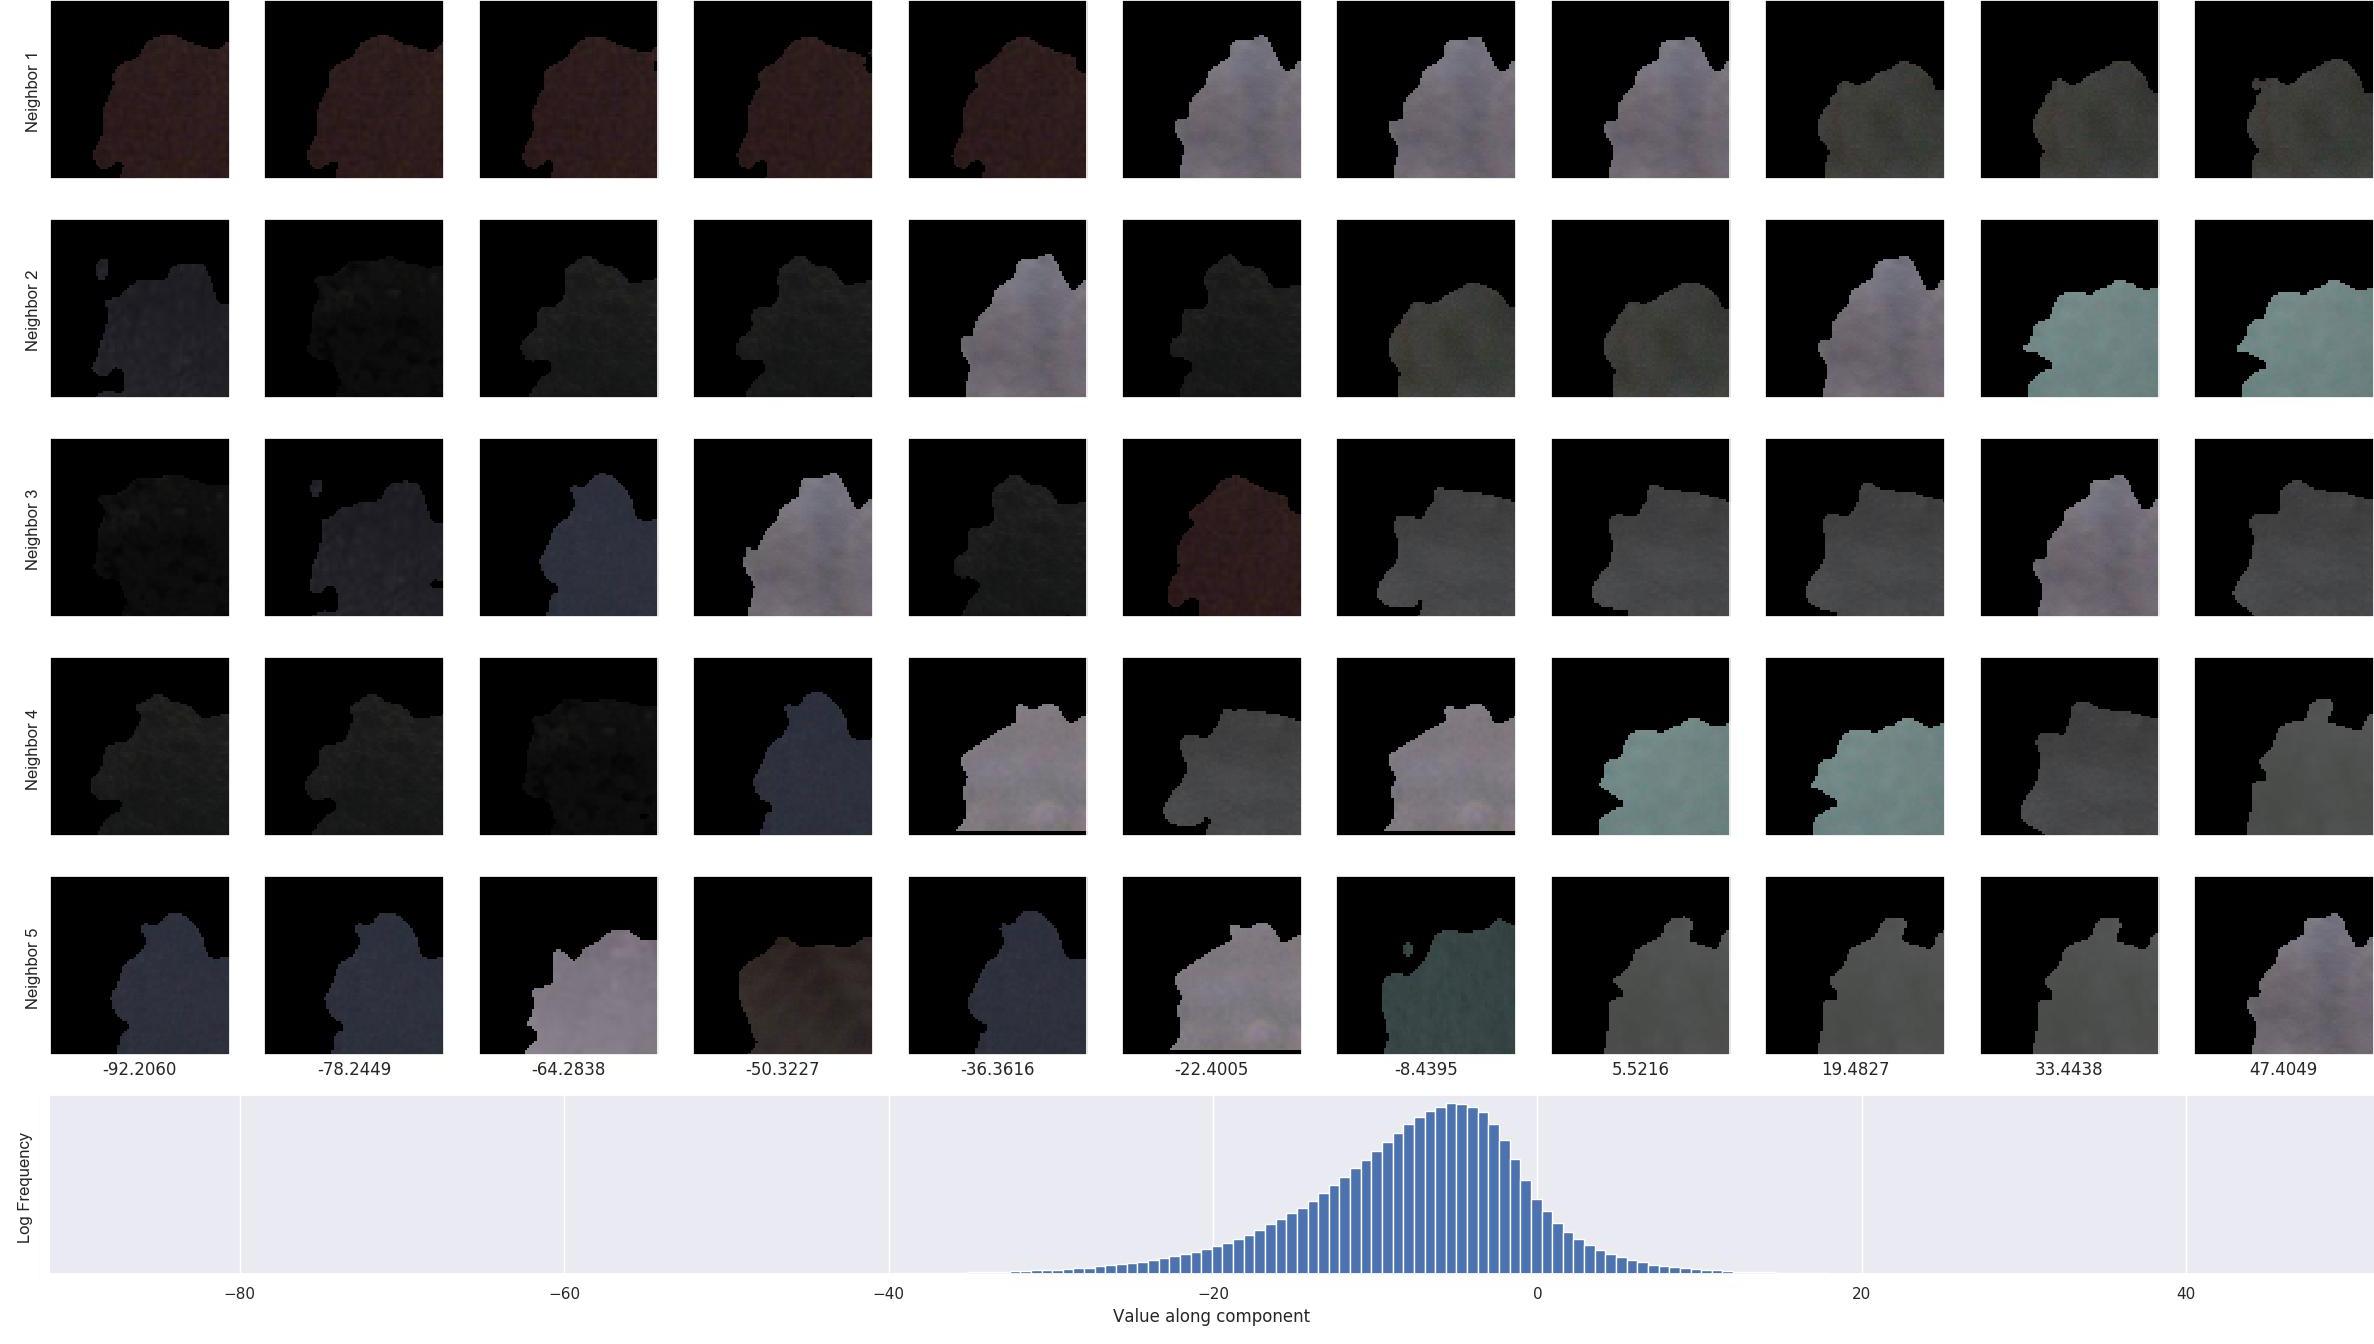 Neighbor 1
Neighbor 2
Neighbor 3
Neighbor 4
Neighbor 5
-92.2060 -78.2449 -64.2838 -50.3227 -36.3616 -22.4005 -8.4395 5.5216 19.4827 33.4438 47.4049
Log Frequency
−80 −60 −40 −20 0 20 40
Value along component